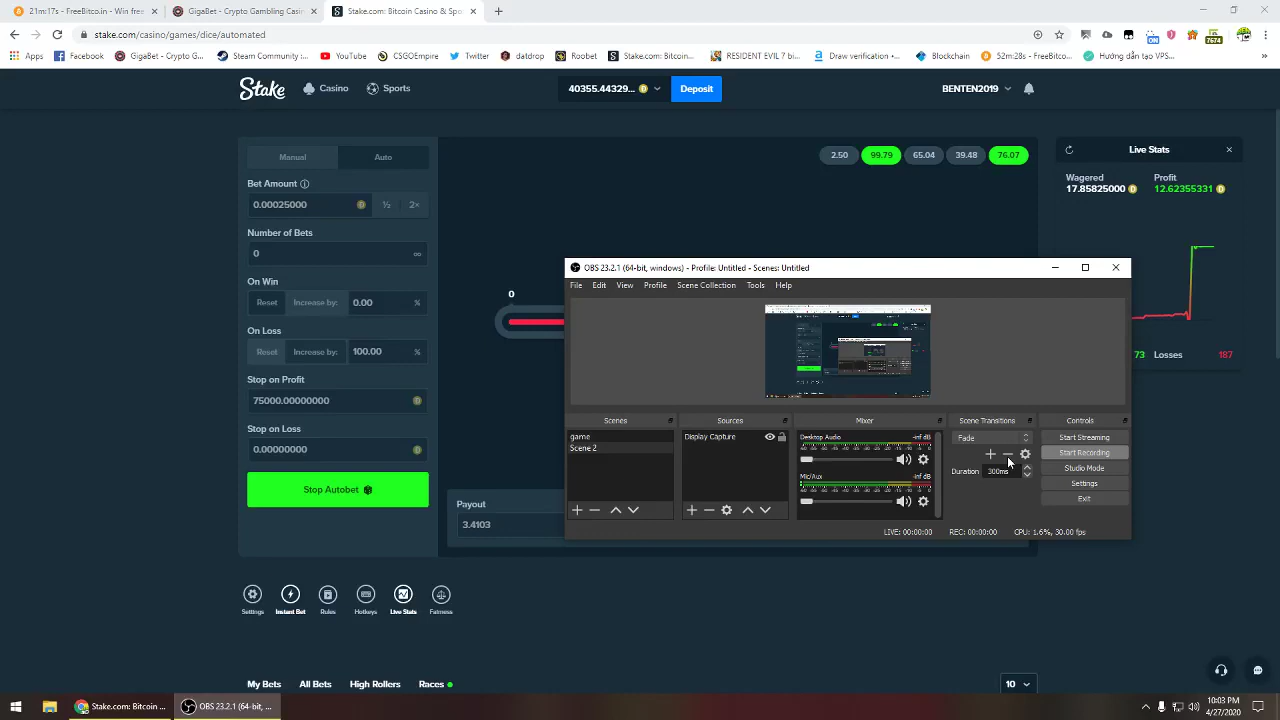 21m:17s - FreeBitco.in - Win free
GigaBet - Crypto Gambling Casino
Stake.com: Bitcoin Casino & Spo
stake.com/casino/games/dice/automated
Apps
Facebook
GigaBet - Crypto G...
Steam Community :...
YouTube
CSGOEmpire
Twitter
datdrop
Roobet
Stake.com: Bitcoin...
RESIDENT EVIL 7 bi...
Draw verification -...
Blockchain
52m:28s - FreeBitco...
Hướng dẫn tạo VPS...
ON
7674
Stake
Casino
Sports
40355.44329...
Deposit
BENTEN2019
Manual
Auto
2.50
99.79
65.04
39.48
76.07
Live Stats
Bet Amount
0.00025000
½
2×
Wagered
17.85825000
Profit
12.62355331
Number of Bets
0
∞
On Win
Reset
Increase by:
0.00
%
On Loss
Reset
Increase by:
100.00
%
Stop on Profit
75000.00000000
Stop on Loss
0.00000000
Stop Autobet
0
Payout
3.4103
73
Losses
187
OBS 23.2.1 (64-bit, windows) - Profile: Untitled - Scenes: Untitled
File
Edit
View
Profile
Scene Collection
Tools
Help
Scenes
Sources
Mixer
Scene Transitions
Controls
game
Scene 2
Display Capture
Desktop Audio
-inf dB
Mic/Aux
-inf dB
Fade
Duration
300ms
Start Streaming
Start Recording
Studio Mode
Settings
Exit
LIVE: 00:00:00
REC: 00:00:00
CPU: 1.6%, 30.00 fps
Settings
Instant Bet
Rules
Hotkeys
Live Stats
Fairness
My Bets
All Bets
High Rollers
Races
10
Stake.com: Bitcoin ...
OBS 23.2.1 (64-bit, ...
10:03 PM
4/27/2020